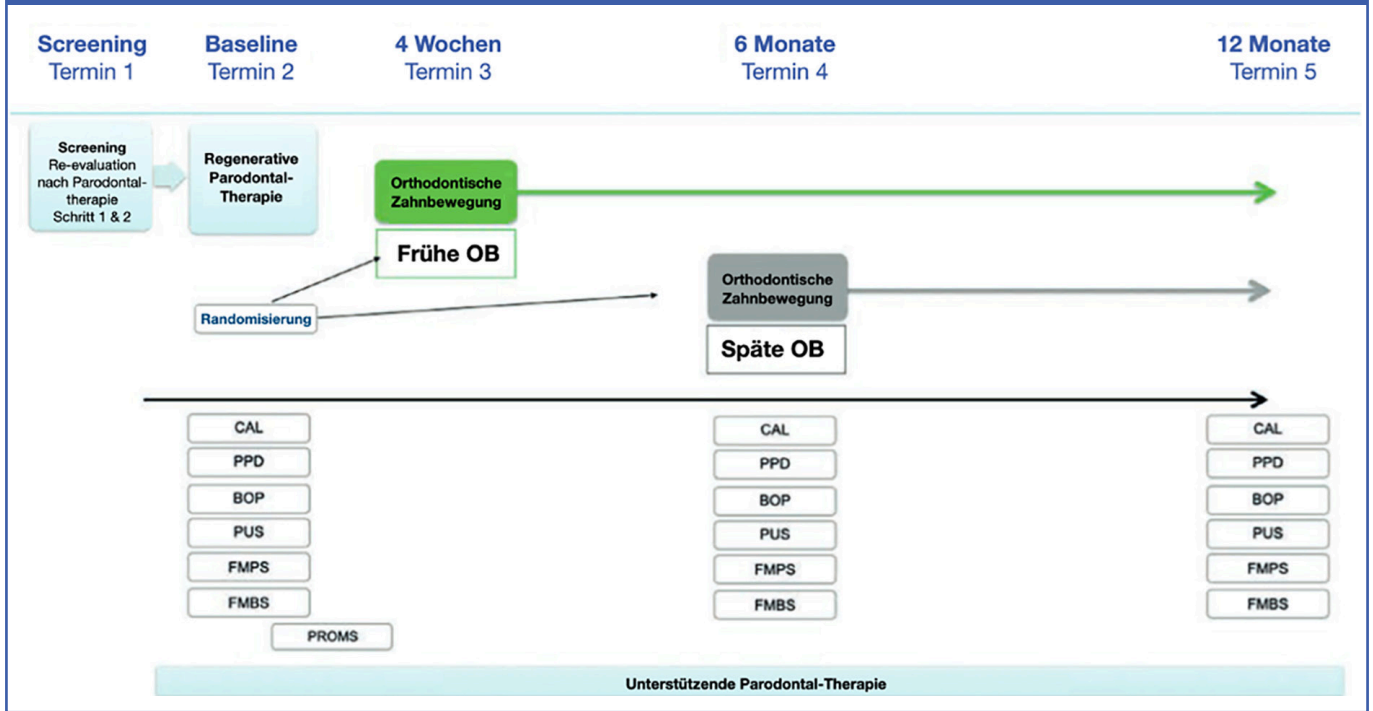 Screening
Termin 1
Baseline
Termin 2
4 Wochen
Termin 3
6 Monate
Termin 4
12 Monate
Termin 5
Screening
Re-evaluation
nach Parodontal-
therapie
Schritt 1 & 2
Regenerative
Parodontal-
Therapie
Orthodontische
Zahnbewegung
Frühe OB
Randomisierung
Orthodontische
Zahnbewegung
Späte OB
CAL
PPD
BOP
PUS
FMPS
FMBS
PROMS
CAL
PPD
BOP
PUS
FMPS
FMBS
CAL
PPD
BOP
PUS
FMPS
FMBS
Unterstützende Parodontal-Therapie